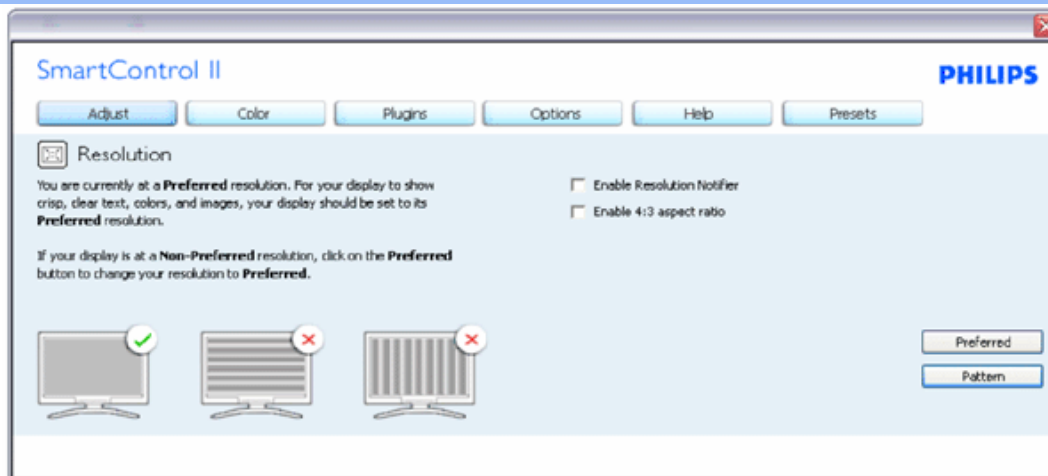 SmartControl II
PHILIPS
Adjust
Color
Plugins
Options
Help
Presets
Resolution
You are currently at a Preferred resolution. For your display to show
crisp, clear text, colors, and images, your display should be set to its
Preferred resolution.
If your display is at a Non-Preferred resolution, click on the Preferred
button to change your resolution to Preferred.
Enable Resolution Notifier
Enable 4:3 aspect ratio
Preferred
Pattern